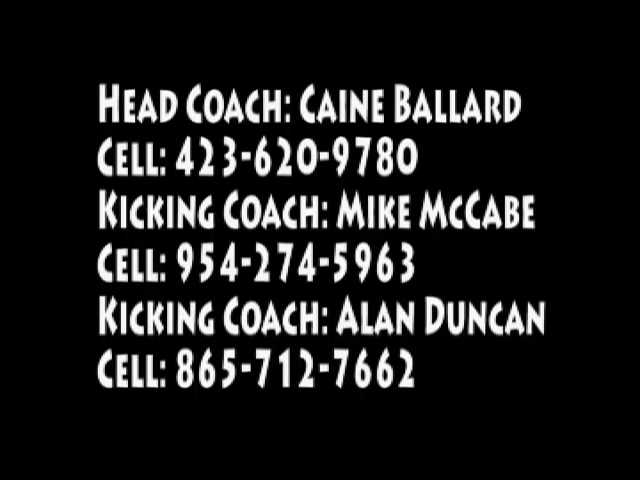 Head Coach: Caine Ballard
Cell: 423-620-9780
Kicking Coach: Mike McCabe
Cell: 954-274-5963
Kicking Coach: Alan Duncan
Cell: 865-712-7662